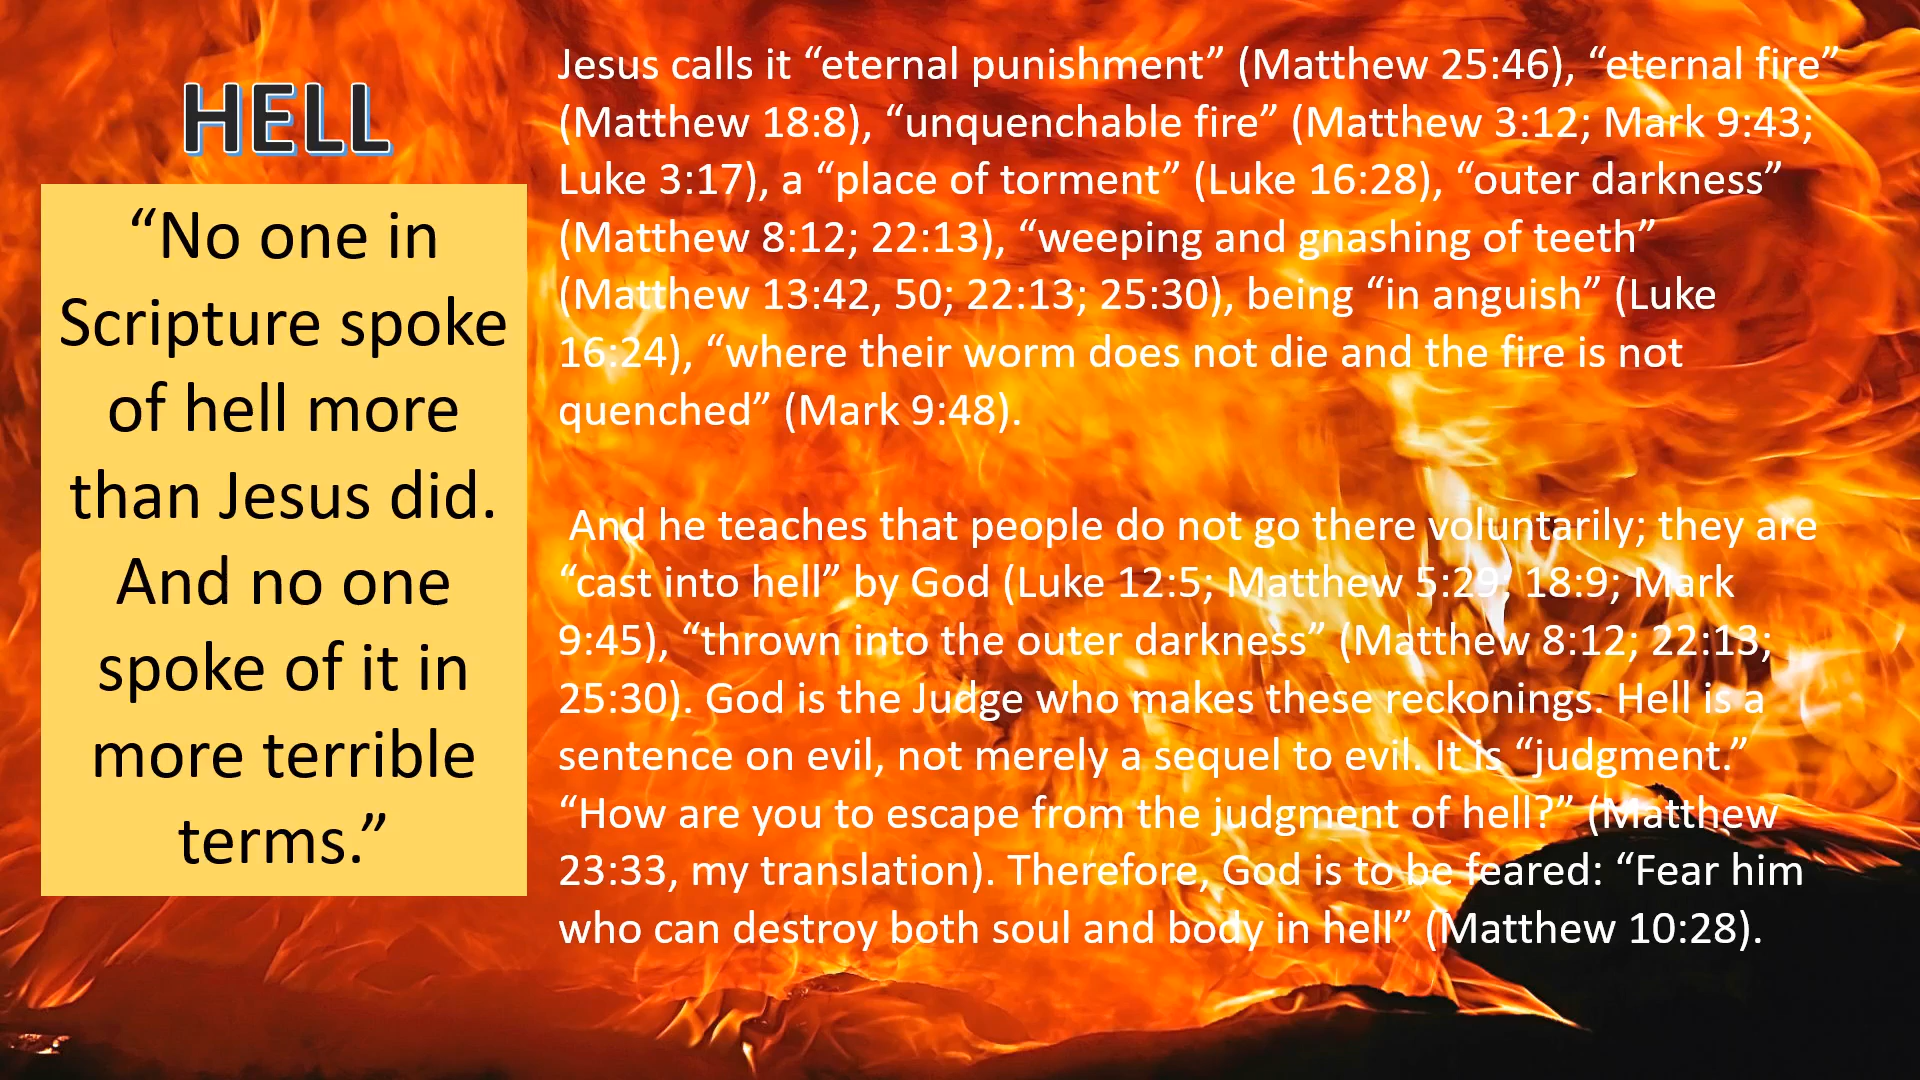 HELL
“No one in
Scripture spoke
of hell more
than Jesus did.
And no one
spoke of it in
more terrible
terms.”
Jesus calls it “eternal punishment” (Matthew 25:46), “eternal fire”
(Matthew 18:8), “unquenchable fire” (Matthew 3:12; Mark 9:43;
Luke 3:17), a “place of torment” (Luke 16:28), “outer darkness”
(Matthew 8:12; 22:13), “weeping and gnashing of teeth”
(Matthew 13:42, 50; 22:13; 25:30), being “in anguish” (Luke
16:24), “where their worm does not die and the fire is not
quenched” (Mark 9:48).
And he teaches that people do not go there voluntarily; they are
“cast into hell” by God (Luke 12:5; Matthew 5:29; 18:9; Mark
9:45), “thrown into the outer darkness” (Matthew 8:12; 22:13;
25:30). God is the Judge who makes these reckonings. Hell is a
sentence on evil, not merely a sequel to evil. It is “judgment.”
“How are you to escape from the judgment of hell?” (Matthew
23:33, my translation). Therefore, God is to be feared: “Fear him
who can destroy both soul and body in hell” (Matthew 10:28).